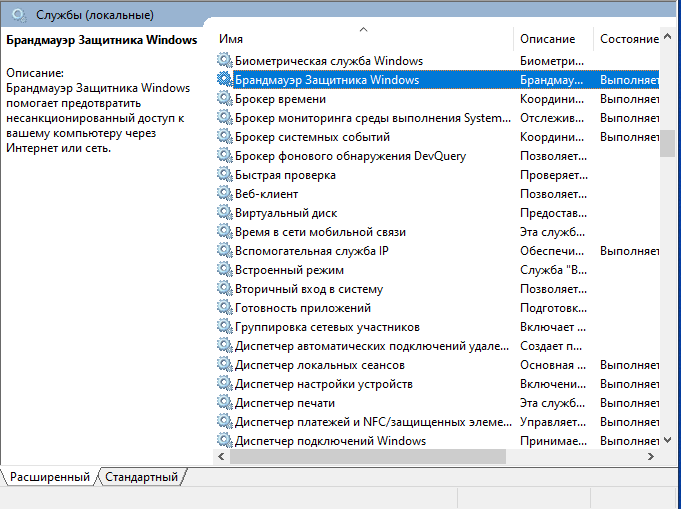 Службы (локальные)
Брандмауэр Защитника Windows
Описание:
Брандмауэр Защитника Windows
помогает предотвратить
несанкционированный доступ к
вашему компьютеру через
Интернет или сеть.
Имя Описание Состояние
Биометрическая служба Windows Биометри...
Брандмауэр Защитника Windows Брандмау... Выполняет
Брокер времени Координи... Выполняет
Брокер мониторинга среды выполнения System... Отслежив... Выполняет
Брокер системных событий Координи... Выполняет
Брокер фонового обнаружения DevQuery Позволяет...
Быстрая проверка Проверяет...
Веб-клиент Позволяет...
Виртуальный диск Предостав...
Время в сети мобильной связи Эта служб...
Вспомогательная служба IP Обеспечи... Выполняет
Встроенный режим Служба "В...
Вторичный вход в систему Позволяет...
Готовность приложений Подготовк...
Группировка сетевых участников Включает ...
Диспетчер автоматических подключений удале... Создает п...
Диспетчер локальных сеансов Основная ... Выполняет
Диспетчер настройки устройств Включени... Выполняет
Диспетчер печати Эта служб... Выполняет
Диспетчер платежей и NFC/защищенных элеме... Управляет... Выполняет
Диспетчер подключений Windows Принимае... Выполняет
Расширенный Стандартный